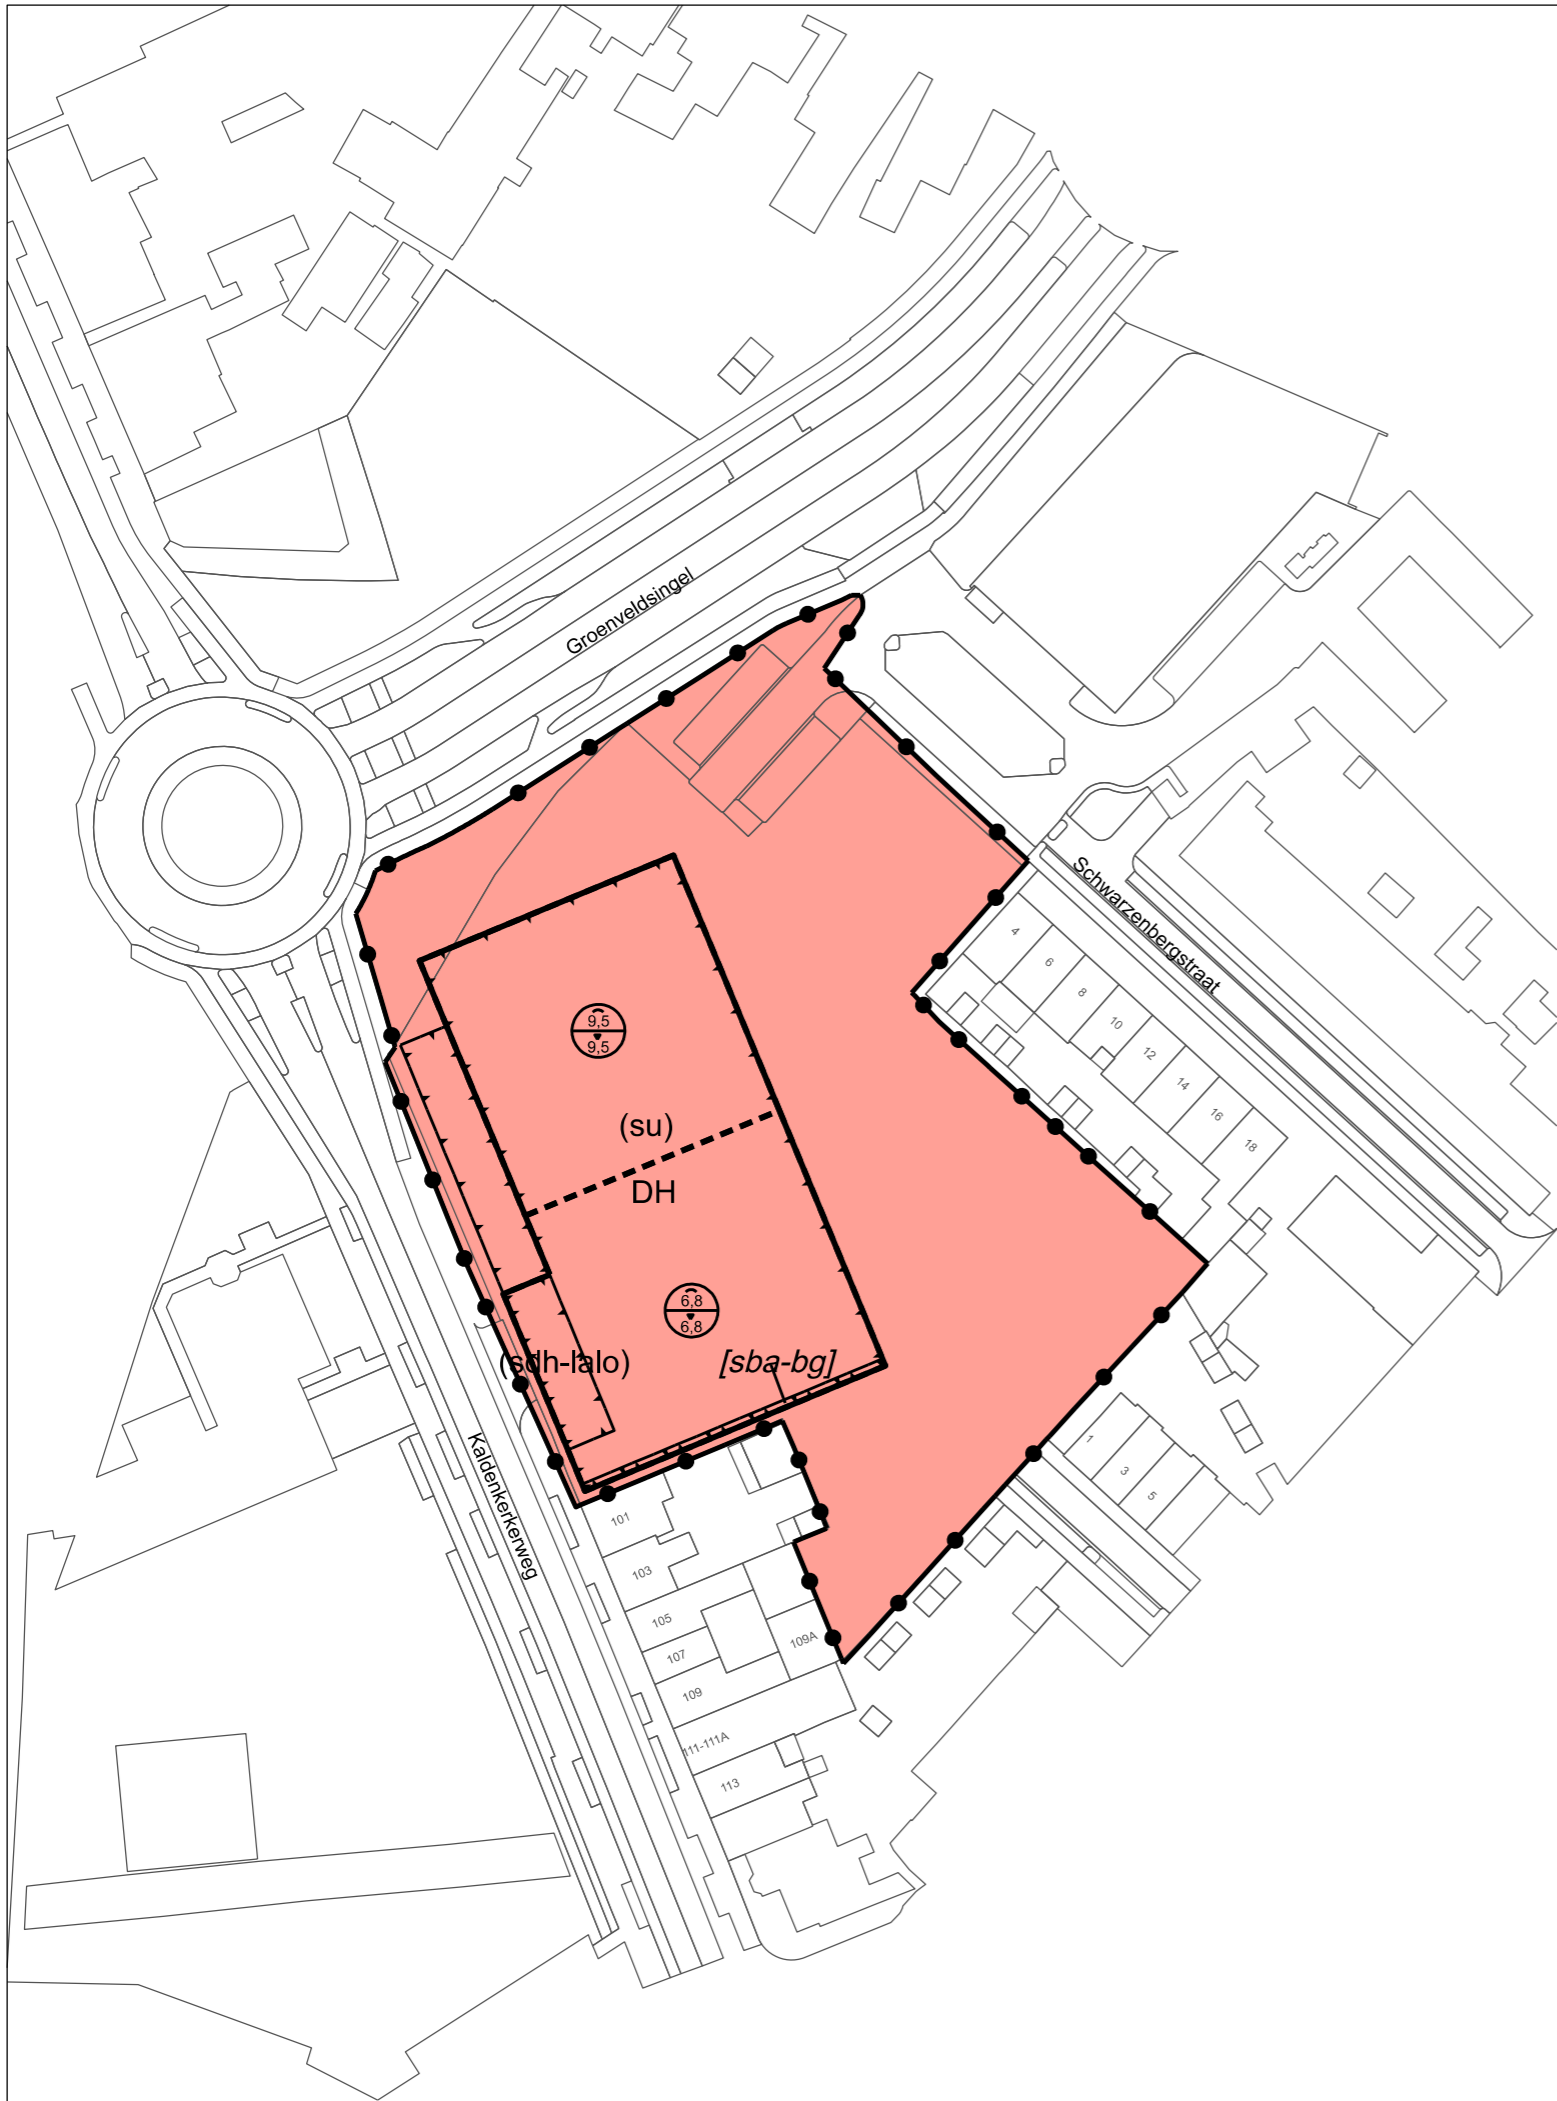 Groenveldsingel
Schwarzenbergstraat
4
6
8
10
12
14
16
18
9,5
9,5
(su)
DH
6,8
6,8
(sdh-lalo)
[sba-bg]
Kaldenkerkerweg
1
3
5
101
103
105
107
109A
109
111-111A
113